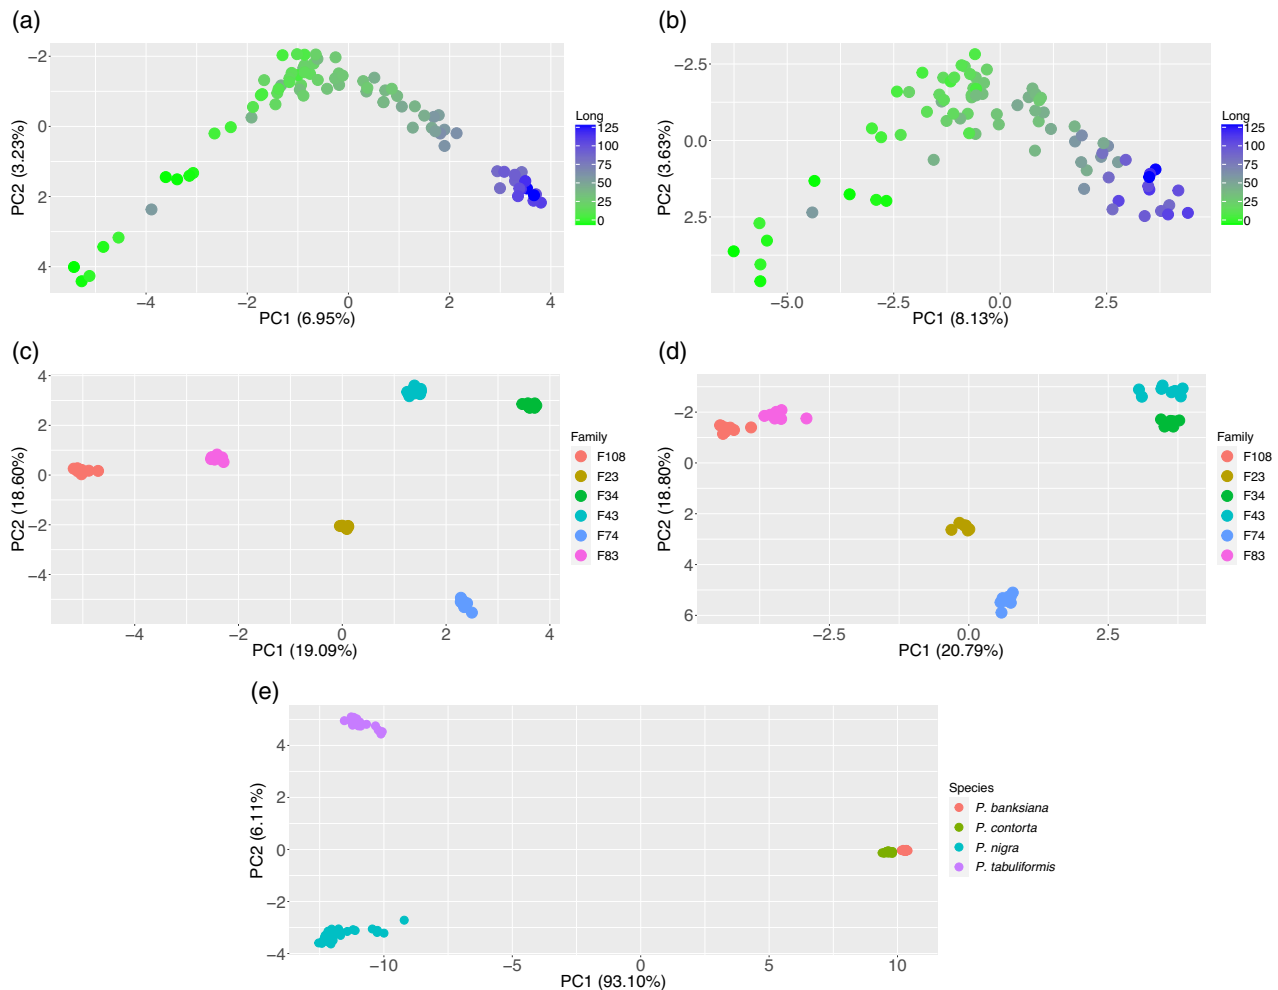 (a)
−2
0
2
4
−4
−2
0
2
4
PC1 (6.95%)
PC2 (3.23%)
Long
125
100
75
50
25
0
(b)
−2.5
0.0
2.5
−5.0
−2.5
0.0
2.5
PC1 (8.13%)
PC2 (3.63%)
Long
125
100
75
50
25
0
(c)
4
2
0
−2
−4
−4
−2
0
2
4
PC1 (19.09%)
PC2 (18.60%)
Family
F108
F23
F34
F43
F74
F83
(d)
−2
0
2
4
6
−2.5
0.0
2.5
PC1 (20.79%)
PC2 (18.80%)
Family
F108
F23
F34
F43
F74
F83
(e)
4
2
0
−2
−4
−10
−5
0
5
10
PC1 (93.10%)
PC2 (6.11%)
Species
P. banksiana
P. contorta
P. nigra
P. tabuliformis